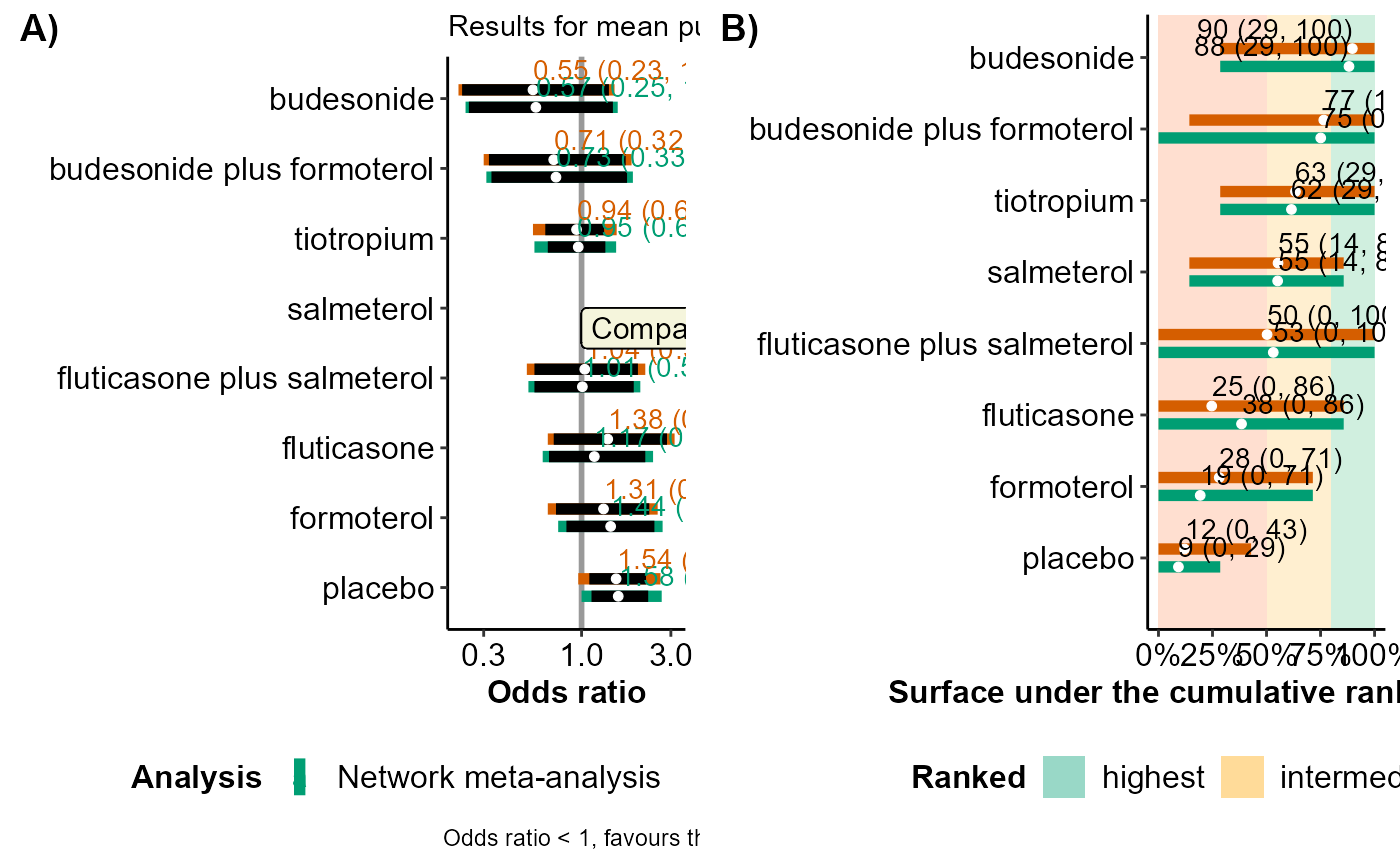 A)
Results for mean pu
budesonide
0.55 (0.23, 1
0.57 (0.25,
budesonide plus formoterol
0.71 (0.32
0.73 (0.33
tiotropium
0.94 (0.6
0.95 (0.6
salmeterol
Compa
fluticasone plus salmeterol
1.04 (0.
1.01 (0.5
fluticasone
1.38 (0
1.17 (0
formoterol
1.31 (0
1.44 (
placebo
1.54 (
1.58 (
0.3 1.0 3.0
Odds ratio
Analysis Network meta-analysis
Odds ratio < 1, favours th
B)
budesonide
90 (29, 100)
88 (29, 100)
budesonide plus formoterol
77 (1
75 (0
tiotropium
63 (29,
62 (29,
salmeterol
55 (14, 8
55 (14, 8
fluticasone plus salmeterol
50 (0, 100
53 (0, 10
fluticasone
25 (0, 86)
38 (0, 86)
formoterol
28 (0, 71)
19 (0, 71)
placebo
12 (0, 43)
9 (0, 29)
0% 25% 50% 75% 100%
Surface under the cumulative rank
Ranked highest intermed